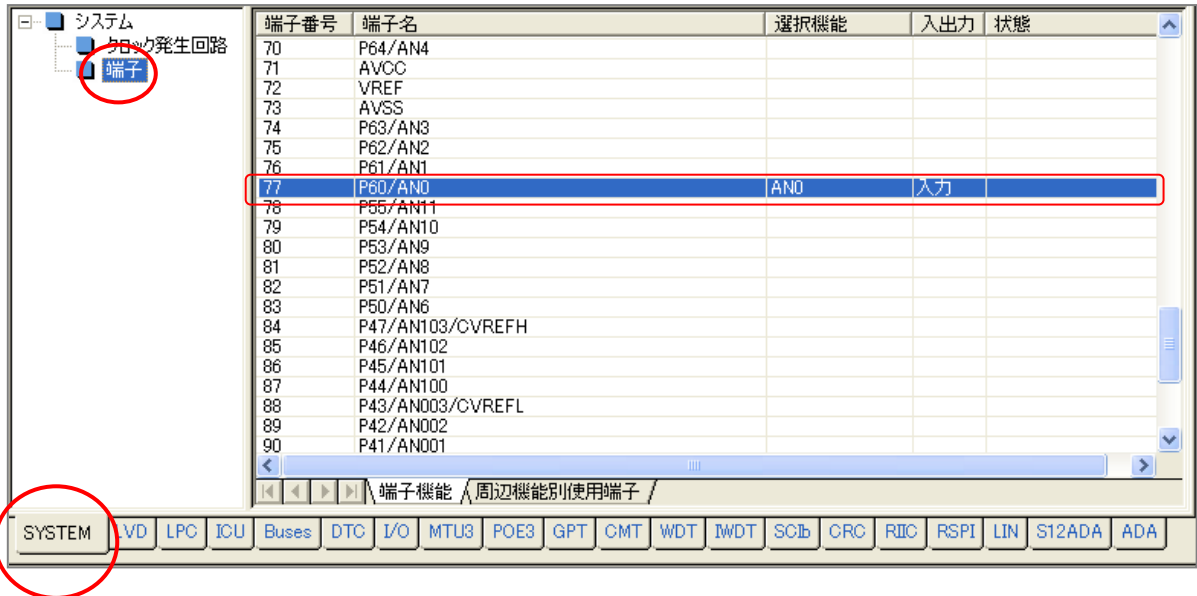 システム
クロック発生回路
端子
端子番号 端子名 選択機能 入出力 状態
70 P64/AN4
71 AVCC
72 VREF
73 AVSS
74 P63/AN3
75 P62/AN2
76 P61/AN1
77 P60/AN0 AN0 入力
78 P55/AN11
79 P54/AN10
80 P53/AN9
81 P52/AN8
82 P51/AN7
83 P50/AN6
84 P47/AN103/CVREFH
85 P46/AN102
86 P45/AN101
87 P44/AN100
88 P43/AN003/CVREFL
89 P42/AN002
90 P41/AN001
端子機能 周辺機能別使用端子
SYSTEM LVD LPC ICU Buses DTC I/O MTU3 POE3 GPT CMT WDT IWDT SCIb CRC RIIC RSPI LIN S12ADA ADA